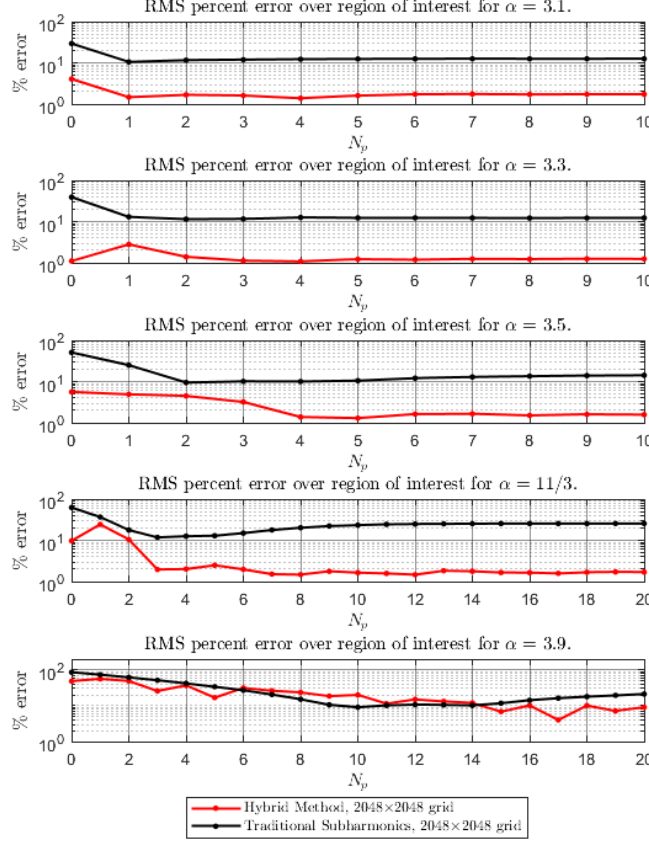 RMS percent error over region of interest for α = 3.1.
10^2
10^1
10^0
% error
0 1 2 3 4 5 6 7 8 9 10
N_p
RMS percent error over region of interest for α = 3.3.
10^2
10^1
10^0
% error
0 1 2 3 4 5 6 7 8 9 10
N_p
RMS percent error over region of interest for α = 3.5.
10^2
10^1
10^0
% error
0 1 2 3 4 5 6 7 8 9 10
N_p
RMS percent error over region of interest for α = 11/3.
10^2
10^1
10^0
% error
0 2 4 6 8 10 12 14 16 18 20
N_p
RMS percent error over region of interest for α = 3.9.
10^2
10^0
% error
0 2 4 6 8 10 12 14 16 18 20
N_p
Hybrid Method, 2048×2048 grid
Traditional Subharmonics, 2048×2048 grid